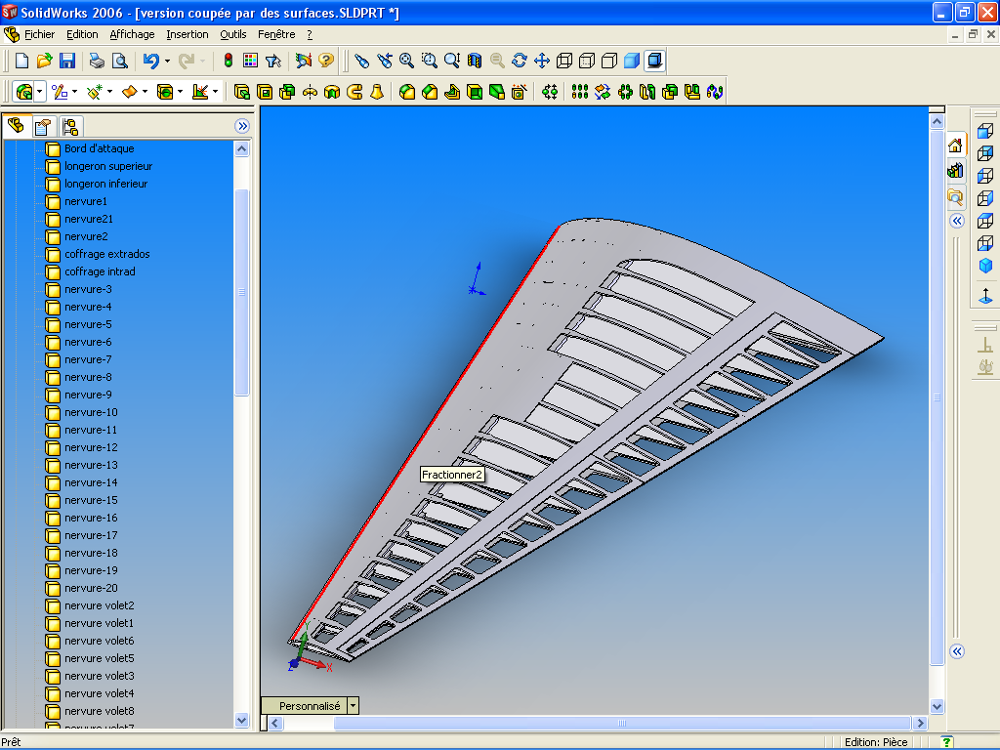 SolidWorks 2006 - [version coupée par des surfaces.SLDPRT *]
Fichier Edition Affichage Insertion Outils Fenêtre ?
Bord d'attaque
longeron superieur
longeron inferieur
nervure1
nervure21
nervure2
coffrage extrados
coffrage intrad
nervure-3
nervure-4
nervure-5
nervure-6
nervure-7
nervure-8
nervure-9
nervure-10
nervure-11
nervure-12
nervure-13
nervure-14
nervure-15
nervure-16
nervure-17
nervure-18
nervure-19
nervure-20
nervure volet2
nervure volet1
nervure volet6
nervure volet5
nervure volet3
nervure volet4
nervure volet8
nervure volet7
Fractionner2
Y
Z
X
Personnalisé
Prêt
Edition: Pièce
?